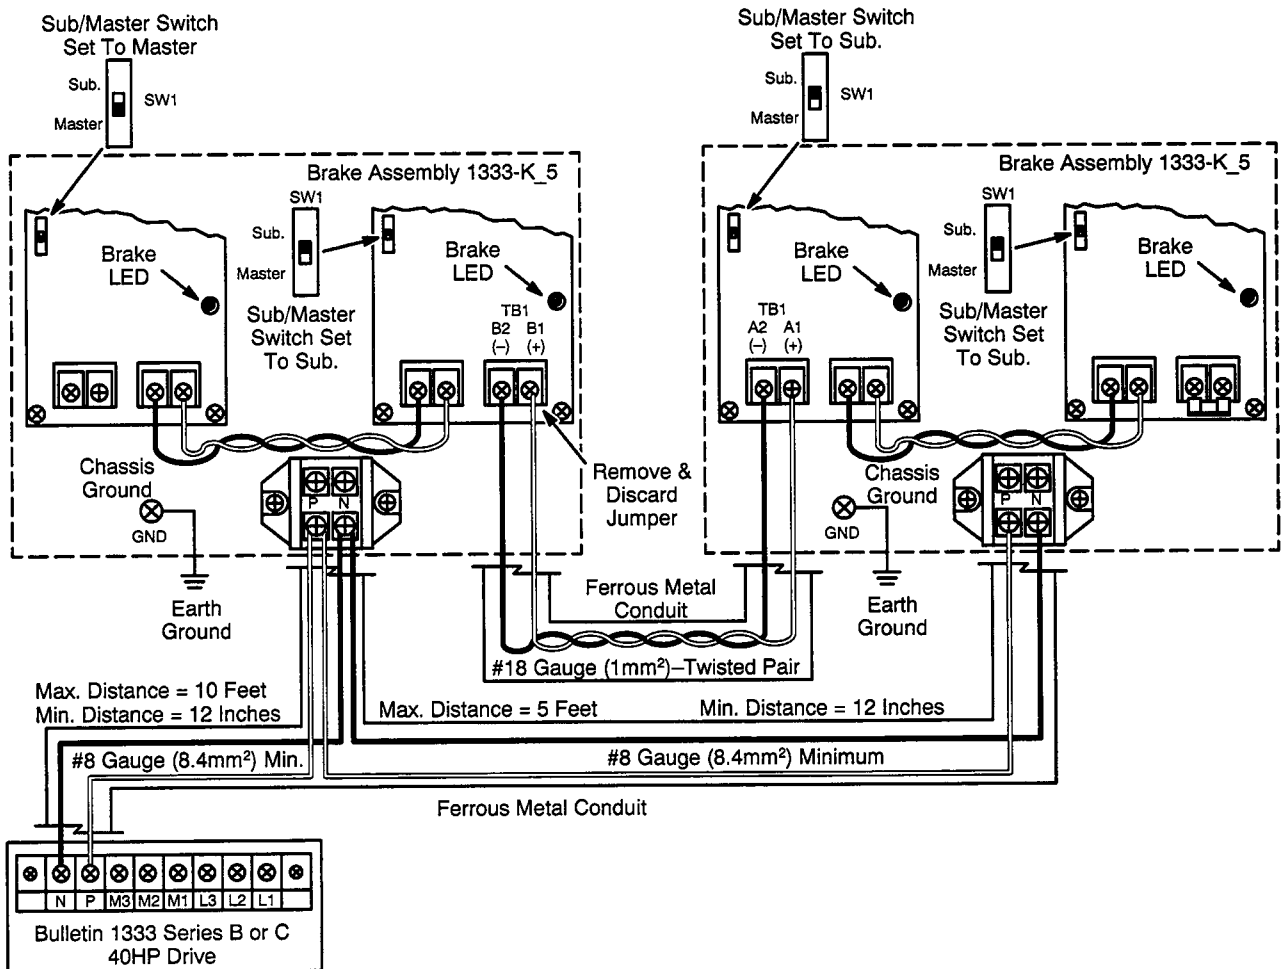 Sub/Master Switch
Set To Master
Sub.
SW1
Master
Sub/Master Switch
Set To Sub.
Sub.
SW1
Master
Brake Assembly 1333-K_5
SW1
Sub.
Master
Sub/Master
Switch Set
To Sub.
Brake
LED
Brake
LED
TB1
B2 B1
(–) (+)
Chassis
Ground
GND
Earth
Ground
P N
Remove &
Discard
Jumper
Brake Assembly 1333-K_5
SW1
Sub.
Master
Sub/Master
Switch Set
To Sub.
Brake
LED
Brake
LED
TB1
A2 A1
(–) (+)
Chassis
Ground
GND
Earth
Ground
P N
Ferrous Metal
Conduit
#18 Gauge (1mm²)–Twisted Pair
Max. Distance = 10 Feet
Min. Distance = 12 Inches
Max. Distance = 5 Feet
Min. Distance = 12 Inches
#8 Gauge (8.4mm²) Min.
#8 Gauge (8.4mm²) Minimum
Ferrous Metal Conduit
N P M3 M2 M1 L3 L2 L1
Bulletin 1333 Series B or C
40HP Drive